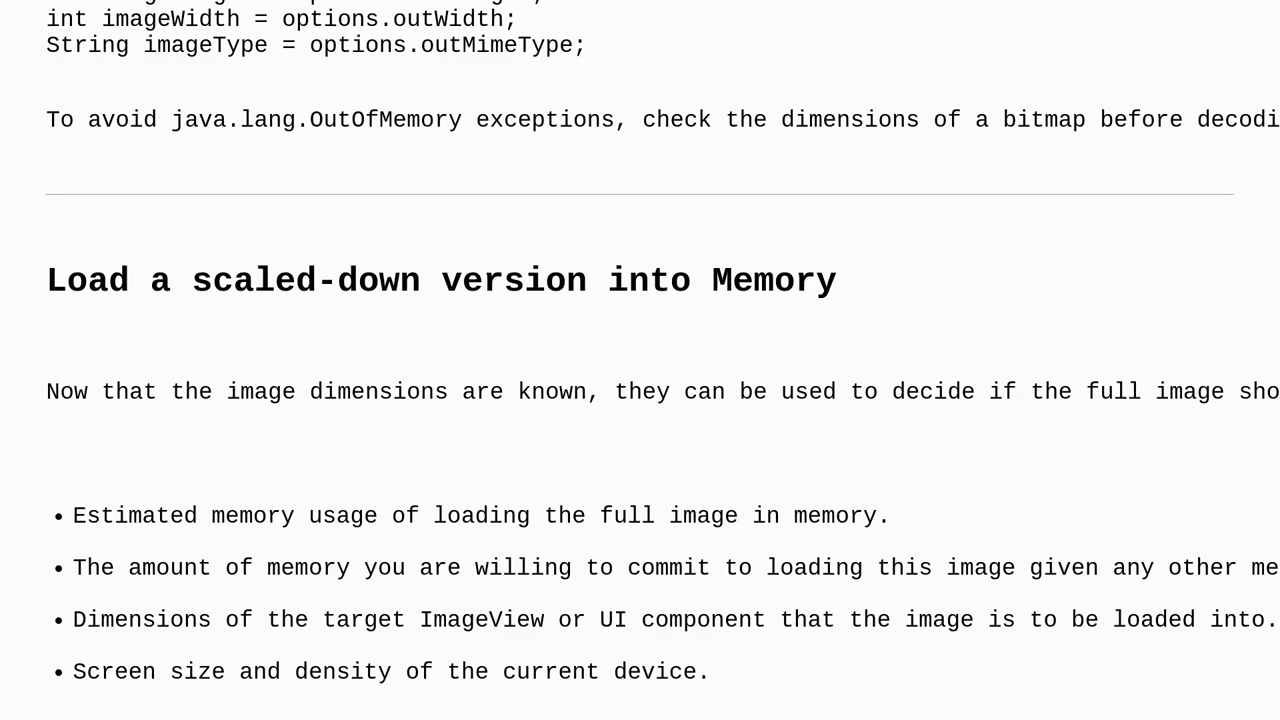 int imageWidth = options.outWidth;
String imageType = options.outMimeType;
To avoid java.lang.OutOfMemory exceptions, check the dimensions of a bitmap before
Load a scaled-down version into Memory
Now that the image dimensions are known, they can be used to decide if the full image
• Estimated memory usage of loading the full image in memory.
• The amount of memory you are willing to commit to loading this image given any other
• Dimensions of the target ImageView or UI component that the image is to be loaded into.
• Screen size and density of the current device.